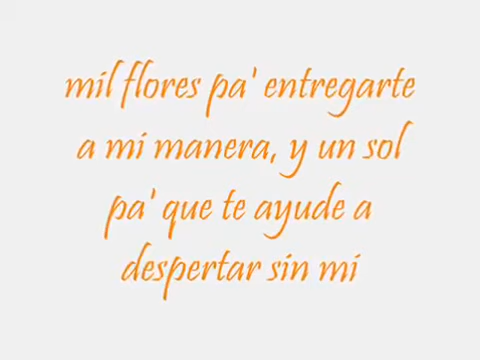 mil flores pa' entregarte
a mi manera, y un sol
pa' que te ayude a
despertar sin mi